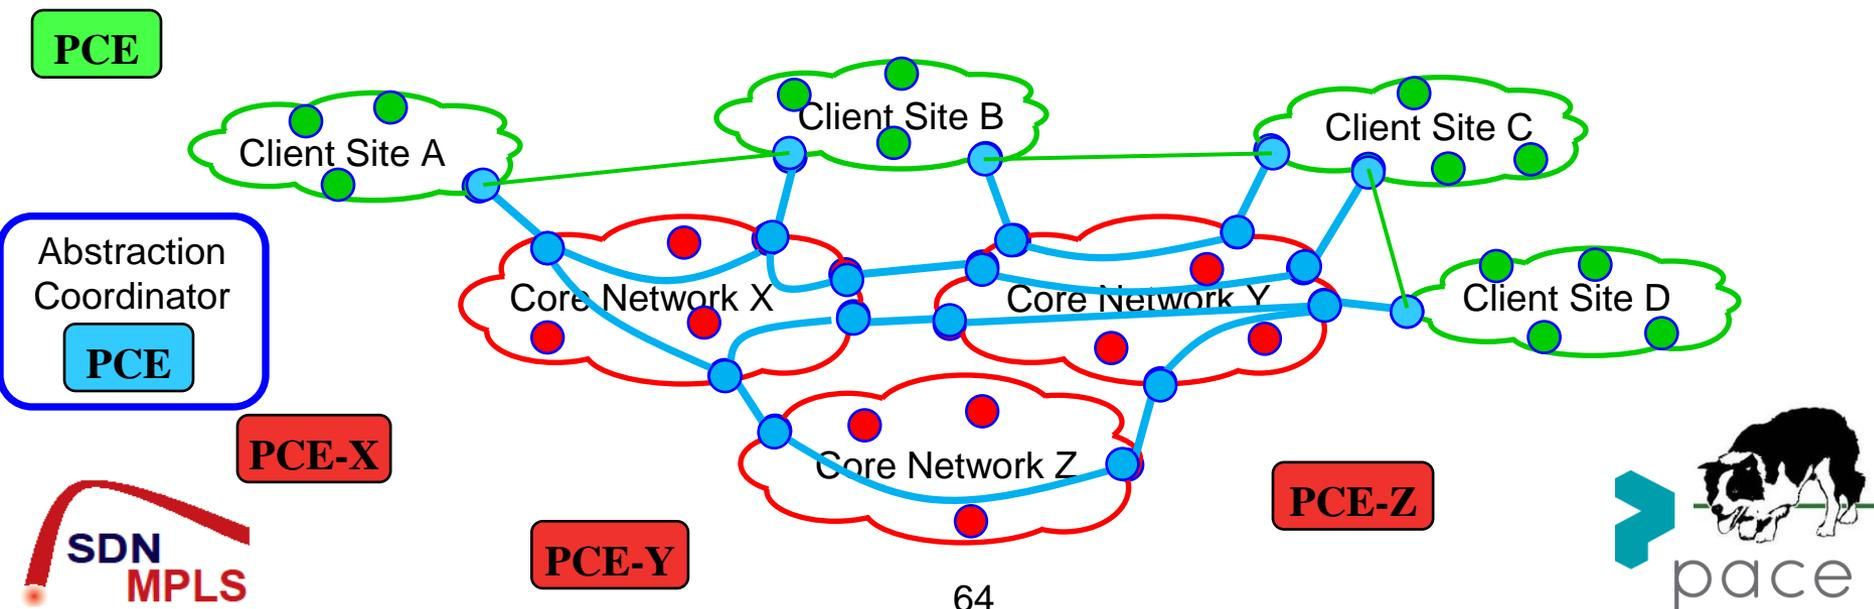 PCE
Client Site A
Client Site B
Client Site C
Abstraction
Coordinator
PCE
Core Network X
Core Network Y
Client Site D
PCE-X
Core Network Z
PCE-Z
PCE-Y
SDN
MPLS
64
pace